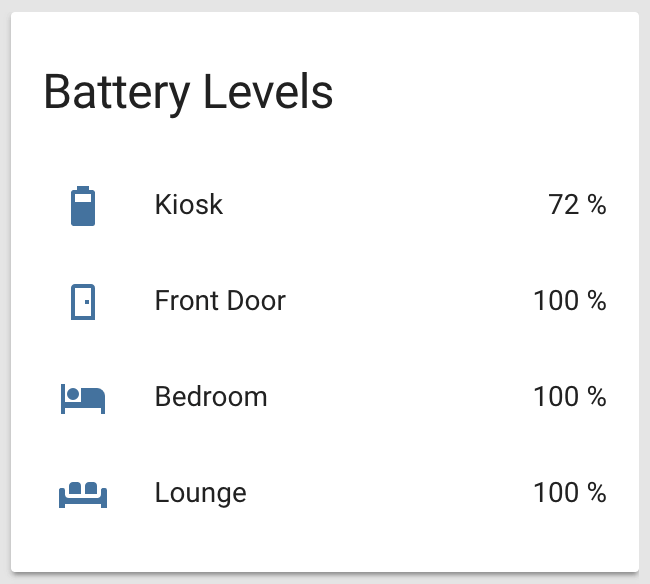 Battery Levels
Kiosk 72 %
Front Door 100 %
Bedroom 100 %
Lounge 100 %